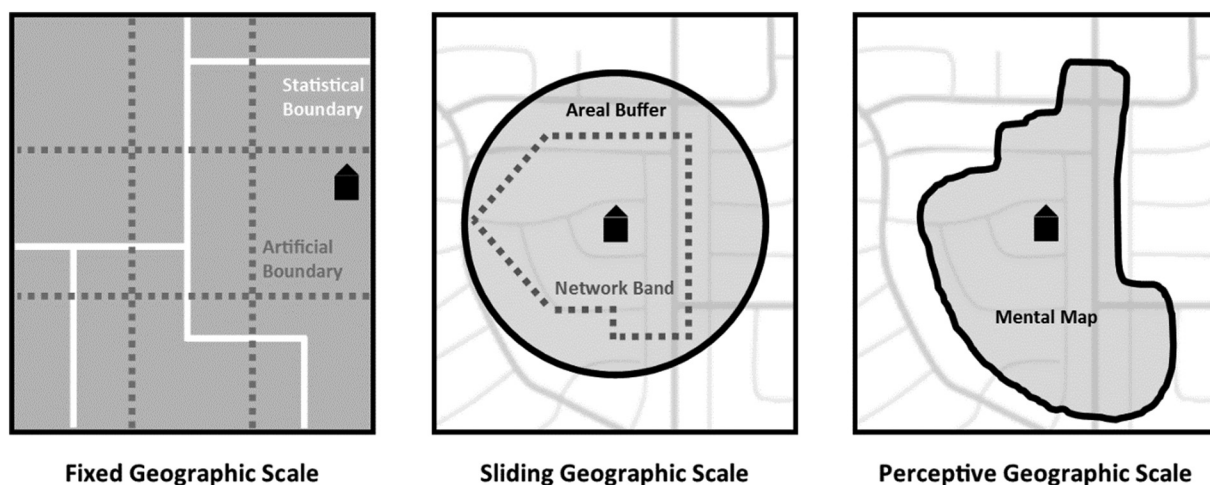 Statistical
Boundary
Artificial
Boundary
Areal Buffer
Network Band
Mental Map
Fixed Geographic Scale
Sliding Geographic Scale
Perceptive Geographic Scale